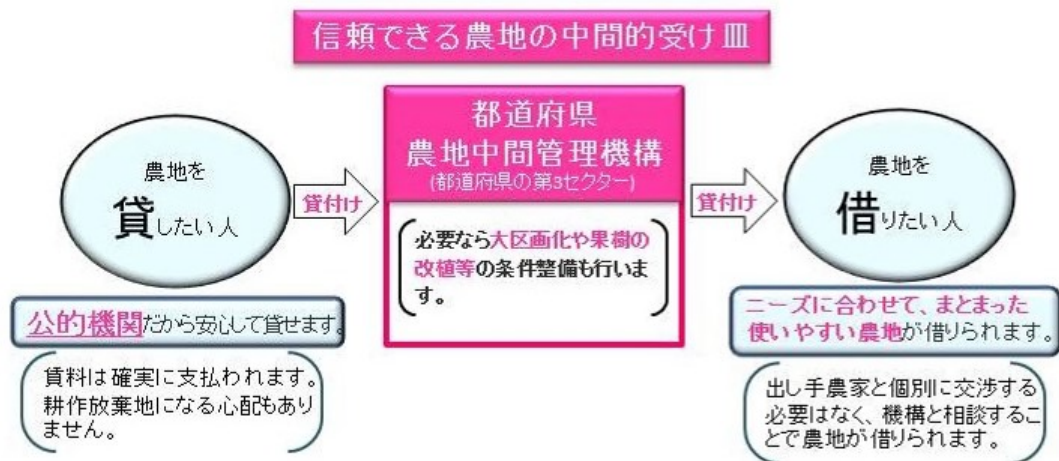 信頼できる農地の中間的受け皿
農地を
貸したい人
貸付け
都道府県
農地中間管理機構
(都道府県の第3セクター)
必要なら大区画化や果樹の
改植等の条件整備も行いま
す。
貸付け
農地を
借りたい人
公的機関だから安心して貸せます。
賃料は確実に支払われます。
耕作放棄地になる心配もあり
ません。
ニーズに合わせて、まとまった
使いやすい農地が借りられます。
出し手農家と個別に交渉する
必要はなく、機構と相談するこ
とで農地が借りられます。